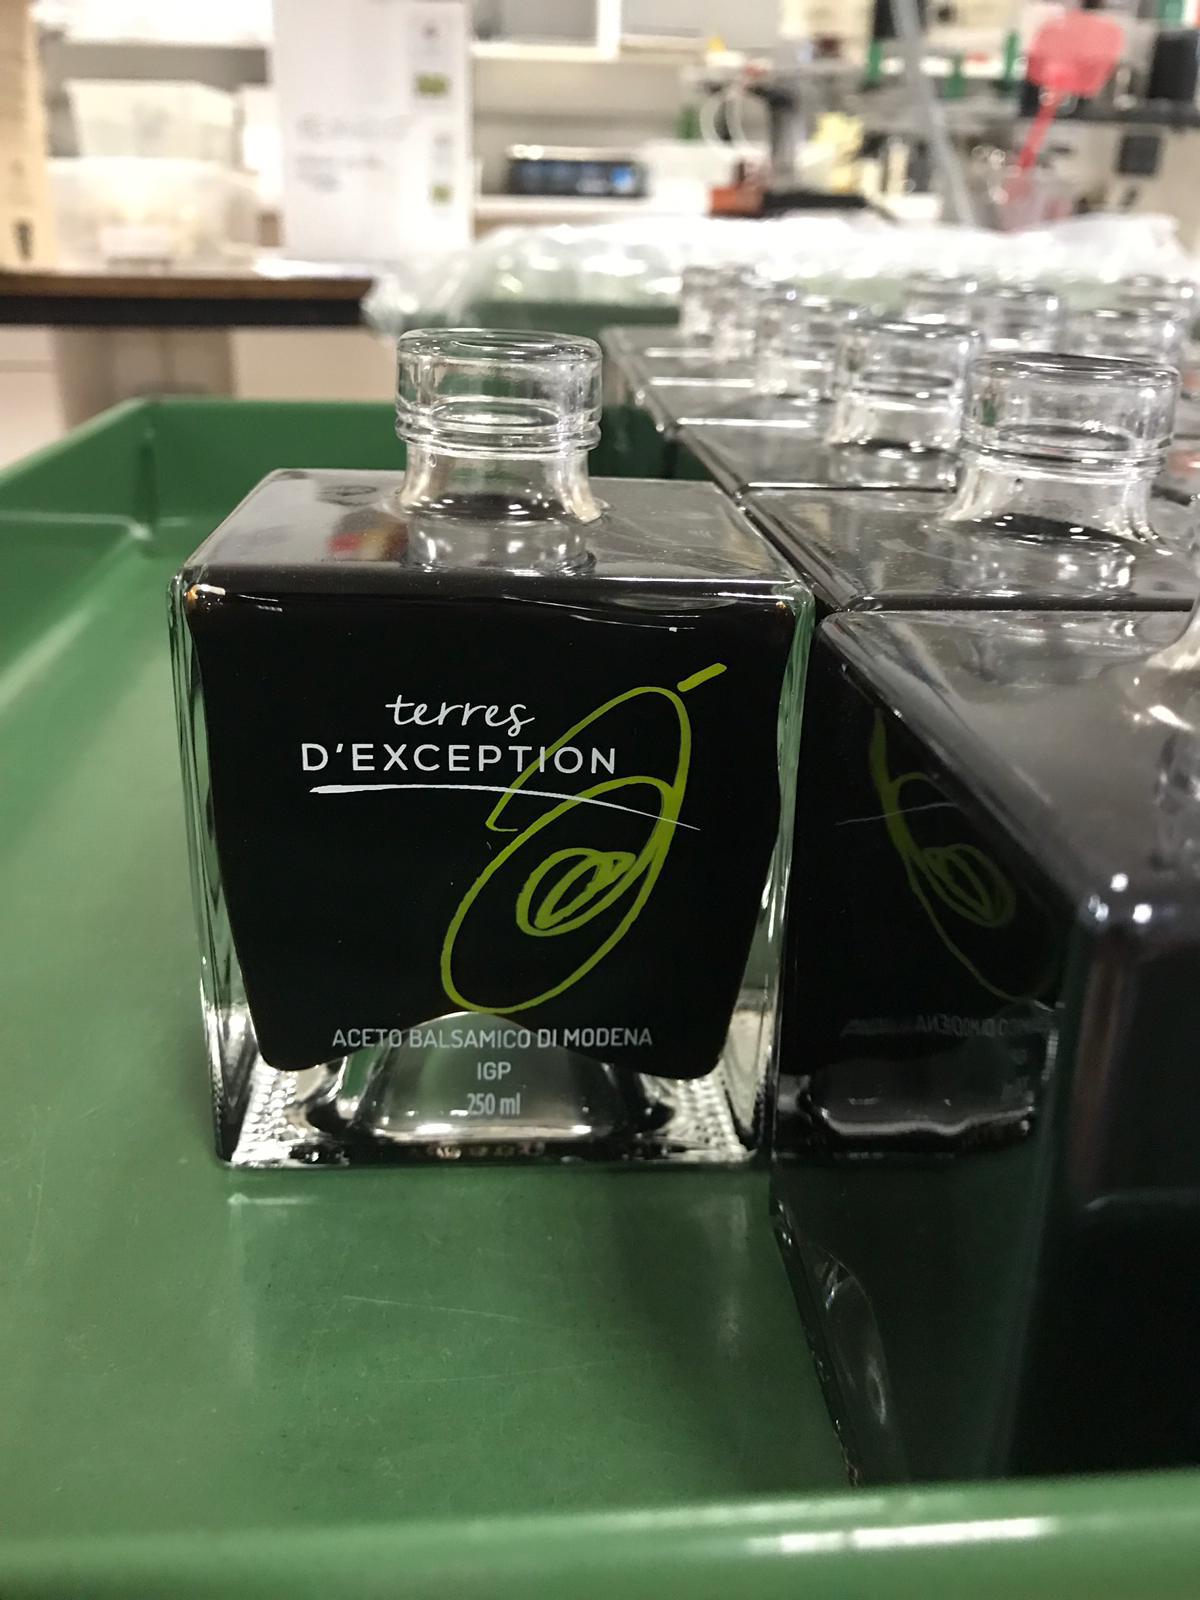 terres
D'EXCEPTION
ACETO BALSAMICO DI MODENA
IGP
250 ml